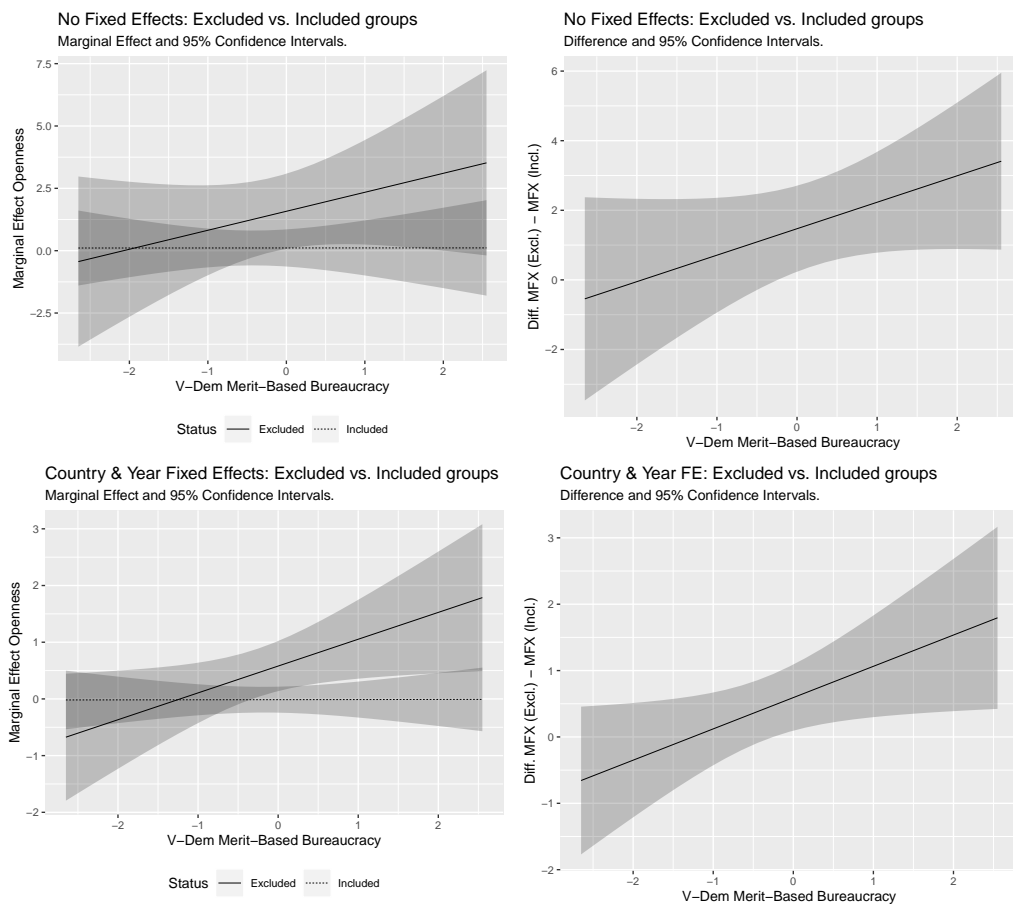 No Fixed Effects: Excluded vs. Included groups
Marginal Effect and 95% Confidence Intervals.
Marginal Effect Openness
7.5
5.0
2.5
0.0
−2.5
−2 −1 0 1 2
V−Dem Merit−Based Bureaucracy
Status Excluded Included
No Fixed Effects: Excluded vs. Included groups
Difference and 95% Confidence Intervals.
Diff. MFX (Excl.) − MFX (Incl.)
6
4
2
0
−2
−2 −1 0 1 2
V−Dem Merit−Based Bureaucracy
Country & Year Fixed Effects: Excluded vs. Included groups
Marginal Effect and 95% Confidence Intervals.
Marginal Effect Openness
3
2
1
0
−1
−2
−2 −1 0 1 2
V−Dem Merit−Based Bureaucracy
Status Excluded Included
Country & Year FE: Excluded vs. Included groups
Difference and 95% Confidence Intervals.
Diff. MFX (Excl.) − MFX (Incl.)
3
2
1
0
−1
−2
−2 −1 0 1 2
V−Dem Merit−Based Bureaucracy